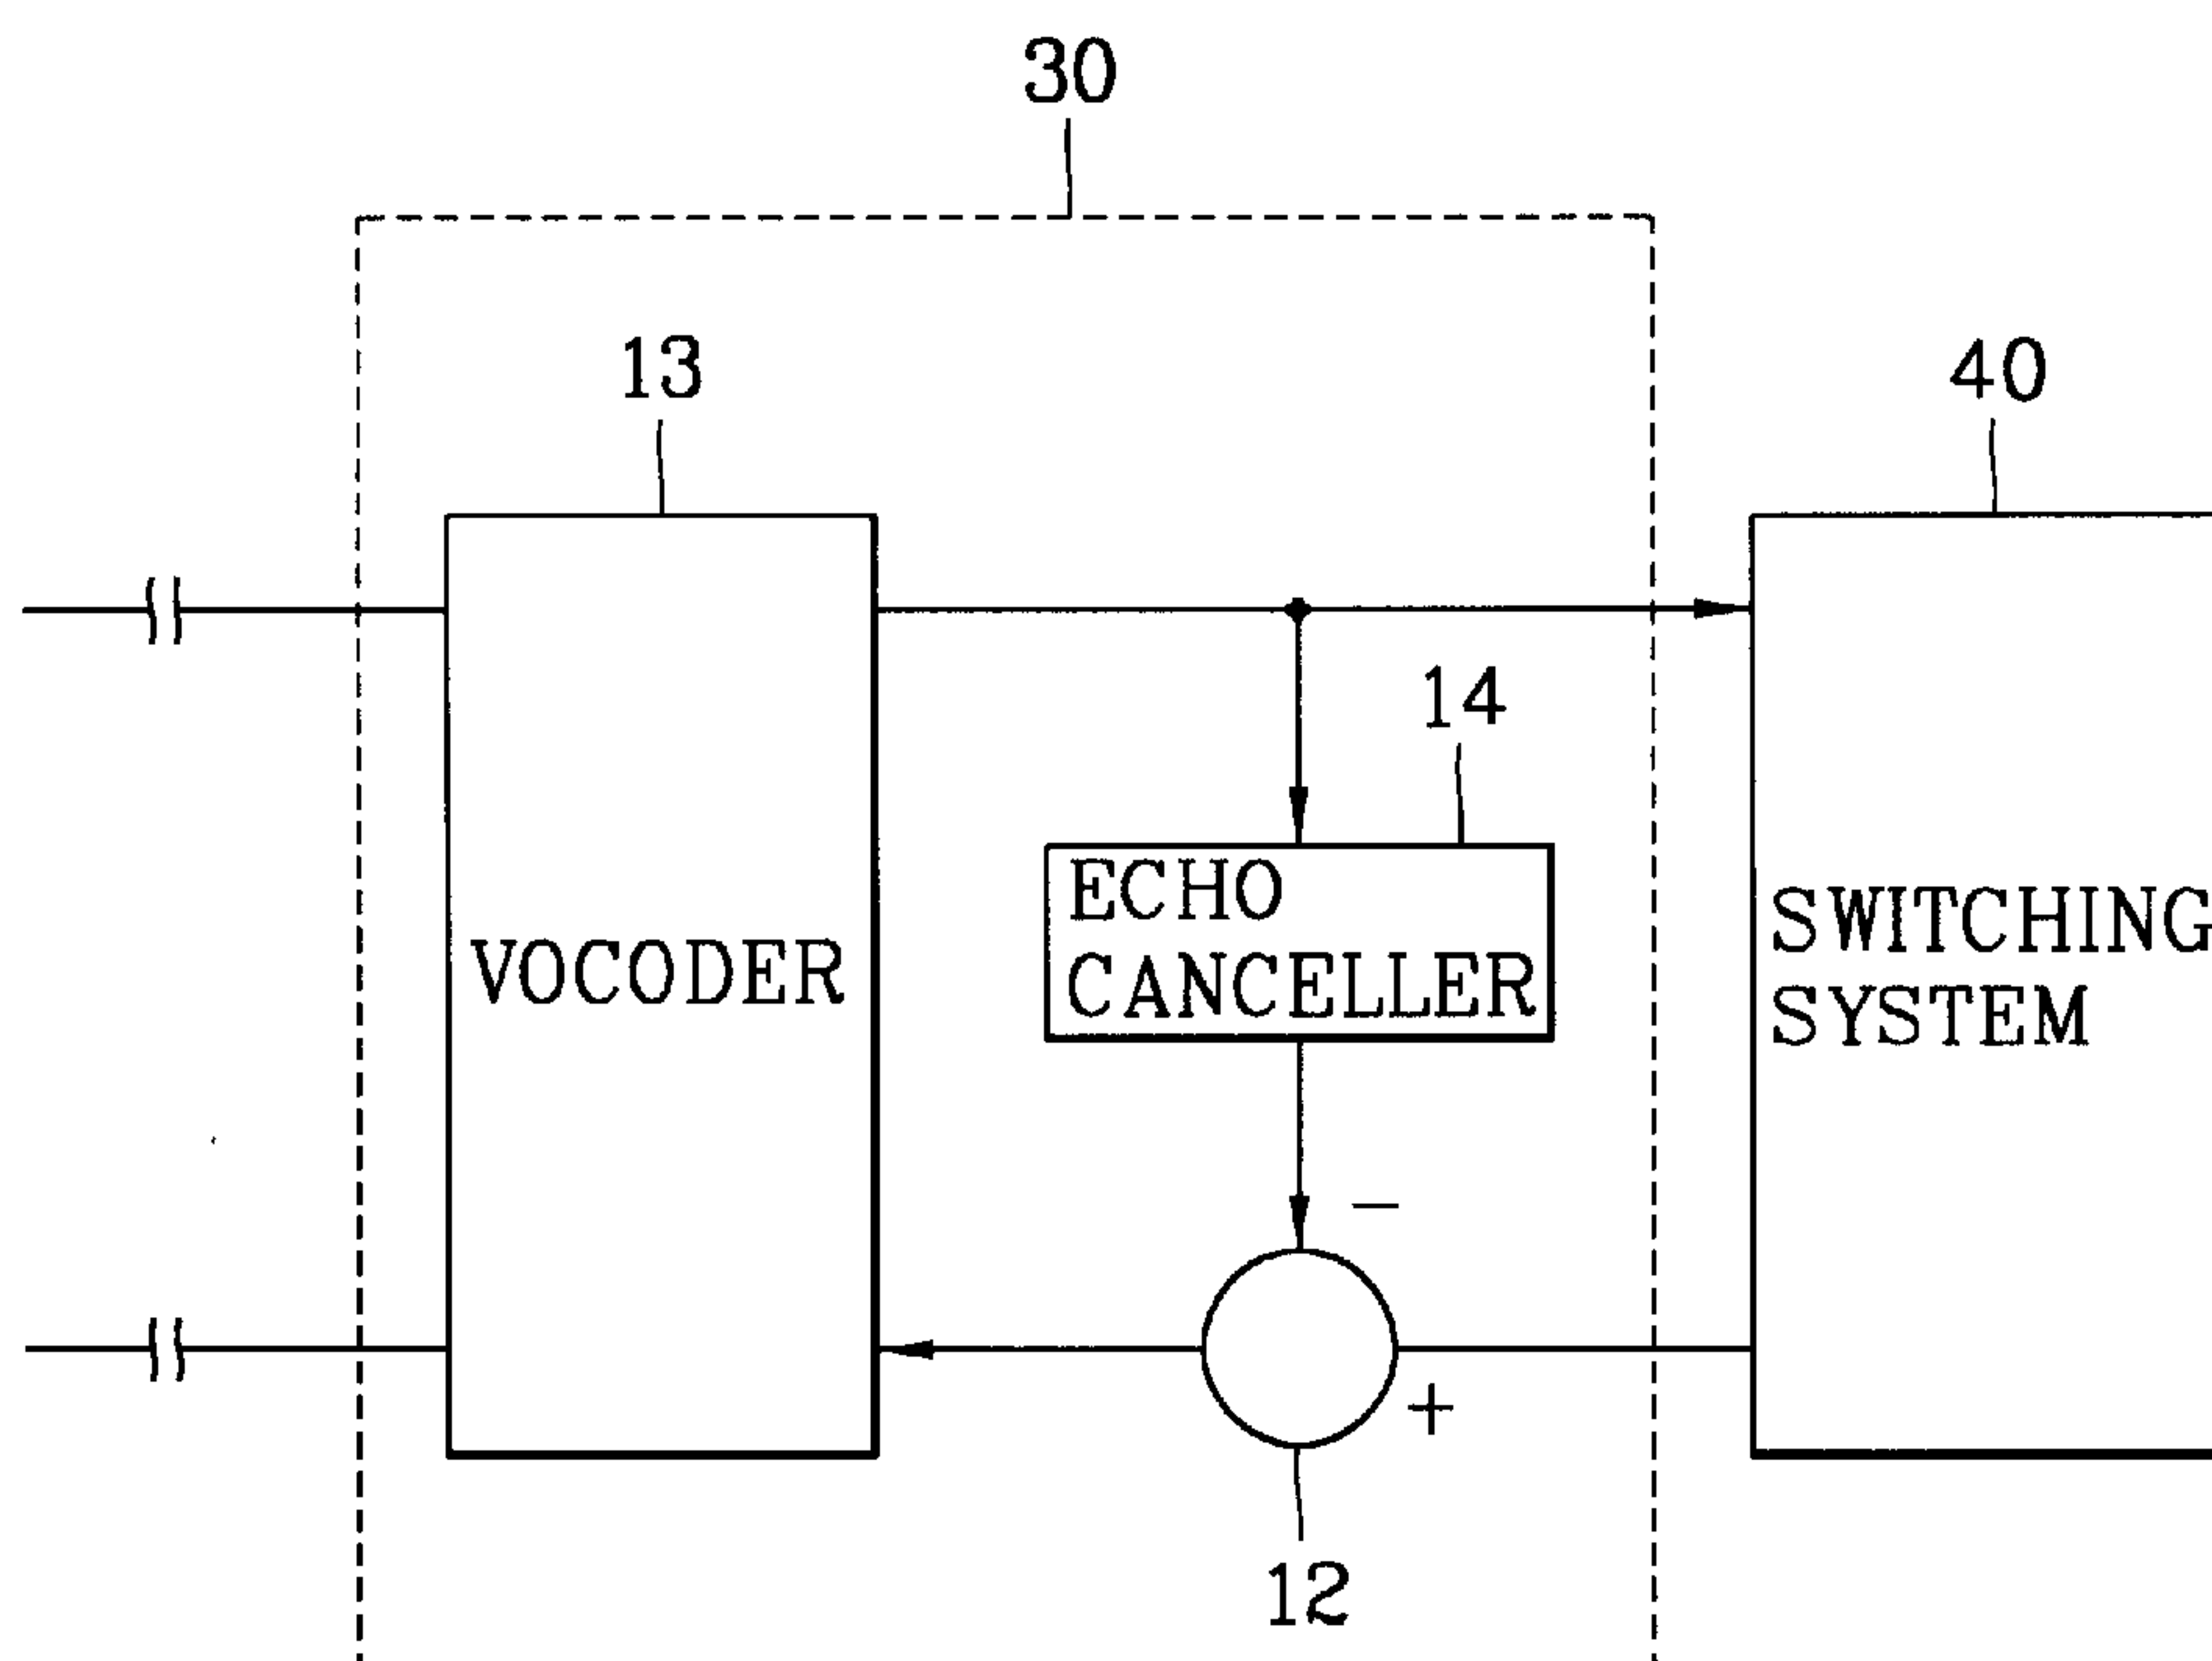 30
13
40
14
ECHO
CANCELLER
VOCODER
SWITCHING
SYSTEM
−
+
12